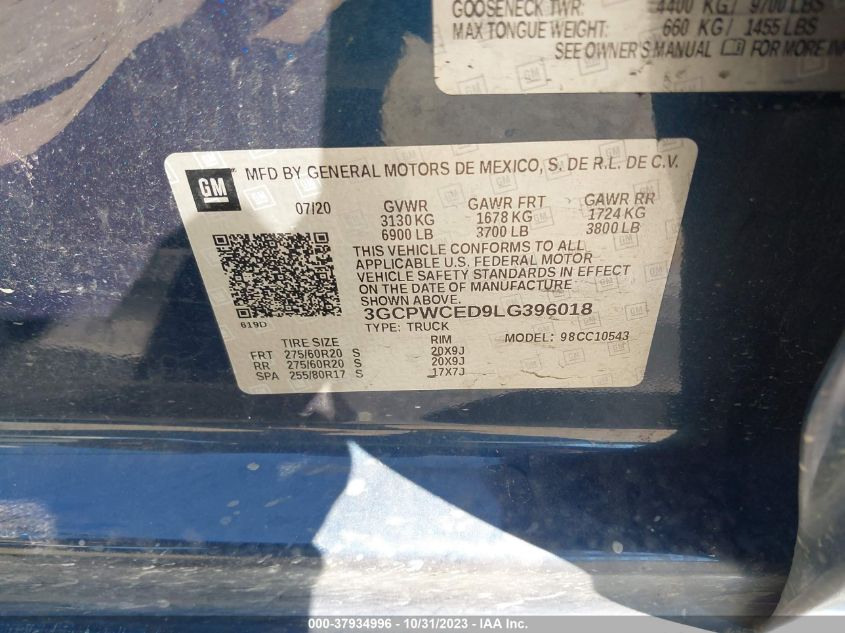 GOOSENECK TWR: 4400 KG/ 9700 LBS
MAX TONGUE WEIGHT: 660 KG/ 1455 LBS
SEE OWNER'S MANUAL FOR MORE
GM
MFD BY GENERAL MOTORS DE MEXICO, S. DE R.L. DE C.V.
07/20 GVWR GAWR FRT GAWR RR
3130 KG 1678 KG 1724 KG
6900 LB 3700 LB 3800 LB
THIS VEHICLE CONFORMS TO ALL
APPLICABLE U.S. FEDERAL MOTOR
VEHICLE SAFETY STANDARDS IN EFFECT
ON THE DATE OF MANUFACTURE
SHOWN ABOVE.
619D 3GCPWCED9LG396018
TYPE: TRUCK MODEL: 98CC10543
TIRE SIZE RIM
FRT 275/60R20 S 20X9J
RR 275/60R20 S 20X9J
SPA 255/80R17 S 17X7J
000-37934996 - 10/31/2023 - IAAI.com